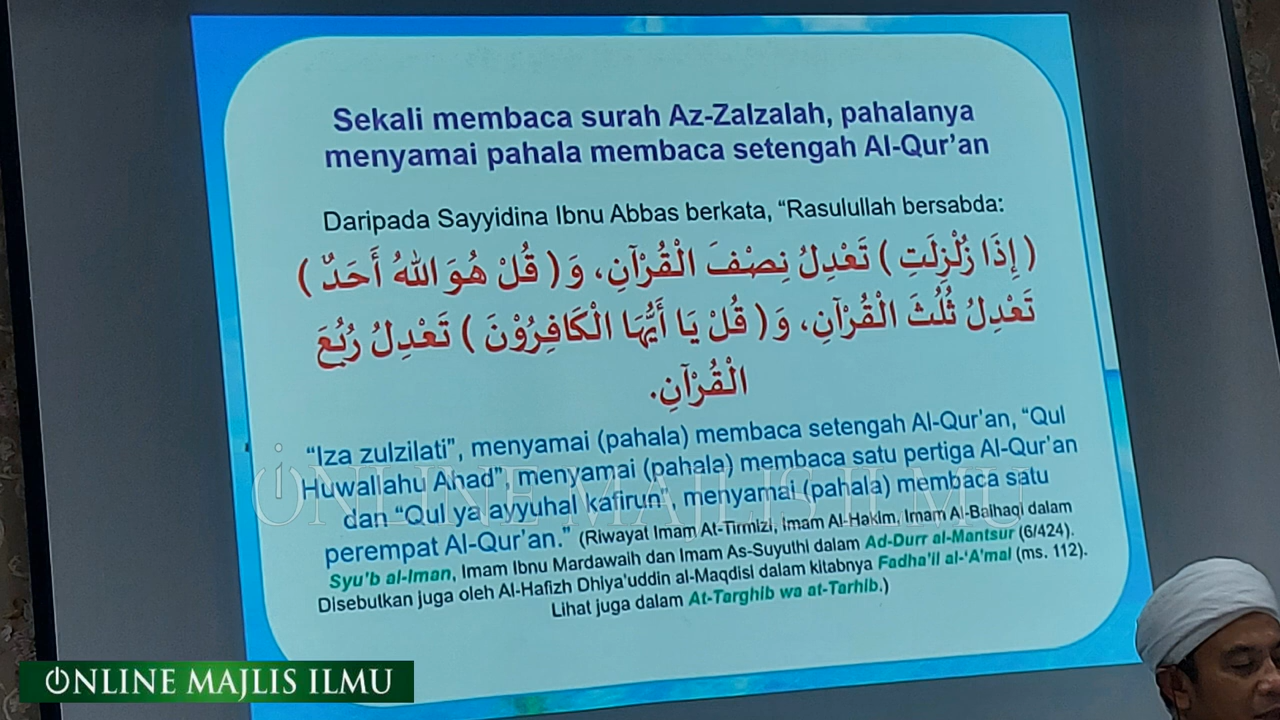 Sekali membaca surah Az-Zalzalah, pahalanya
menyamai pahala membaca setengah Al-Qur'an
Daripada Sayyidina Ibnu Abbas berkata, “Rasulullah bersabda:
( إِذَا زُلْزِلَتِ ) تَعْدِلُ نِصْفَ الْقُرْآنِ، وَ ( قُلْ هُوَ اللهُ أَحَدٌ )
تَعْدِلُ ثُلُثَ الْقُرْآنِ، وَ ( قُلْ يَا أَيُّهَا الْكَافِرُوْنَ ) تَعْدِلُ رُبُعَ
الْقُرْآنِ.
“Iza zulzilati”, menyamai (pahala) membaca setengah Al-Qur'an, “Qul
Huwallahu Ahad”, menyamai (pahala) membaca satu pertiga Al-Qur'an
dan “Qul ya ayyuhal kafirun”, menyamai (pahala) membaca satu
perempat Al-Qur'an.” (Riwayat Imam At-Tirmizi, Imam Al-Hakim, Imam Al-Baihaqi dalam
Syu'b al-Iman, Imam Ibnu Mardawaih dan Imam As-Suyuthi dalam Ad-Durr al-Mantsur (6/424).
Disebulkan juga oleh Al-Hafizh Dhiya'uddin al-Maqdisi dalam kitabnya Fadha'il al-'A'mal (ms. 112).
Lihat juga dalam At-Targhib wa at-Tarhib.)
ONLINE MAJLIS ILMU
ONLINE MAJLIS ILMU